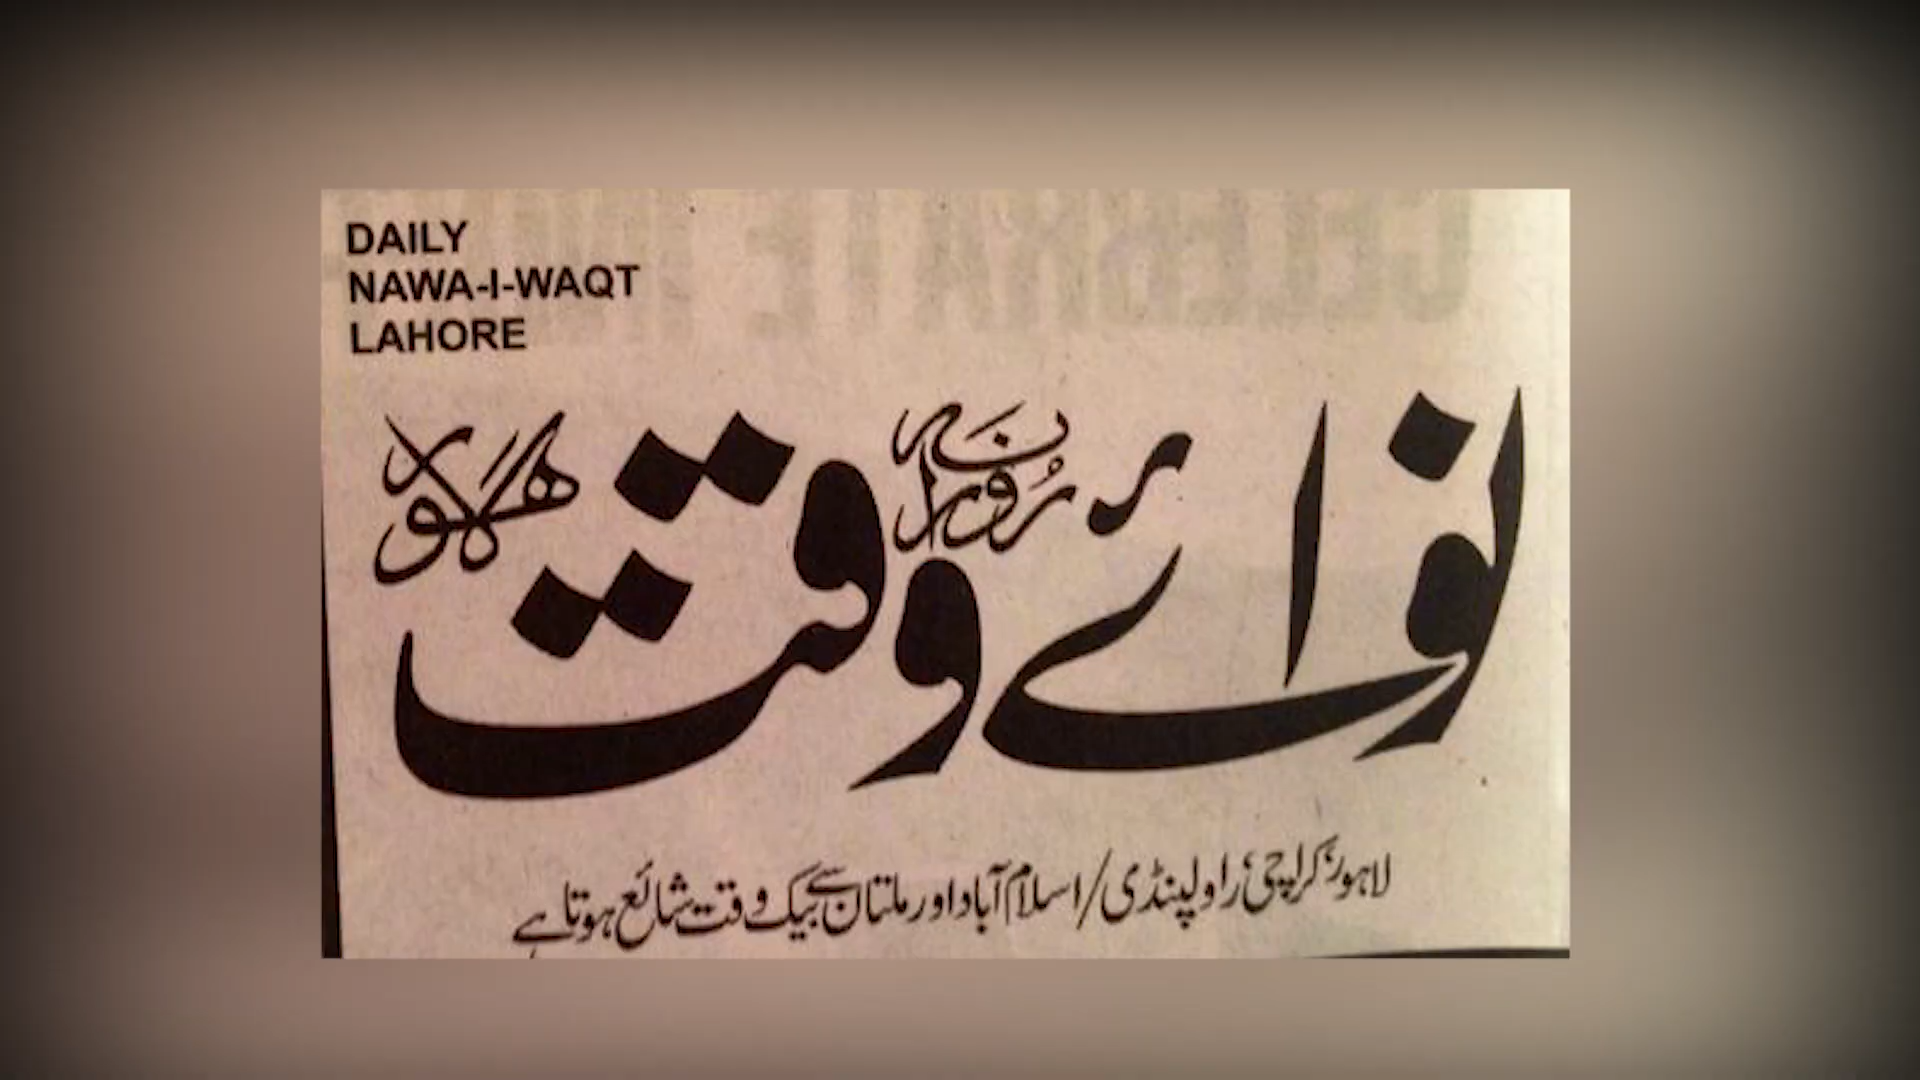 DAILY
NAWA-I-WAQT
LAHORE
روزنامہ
نوائے وقت
لاہور
لاہور، کراچی، راولپنڈی/اسلام آباد اور ملتان سے بیک وقت شائع ہوتا ہے